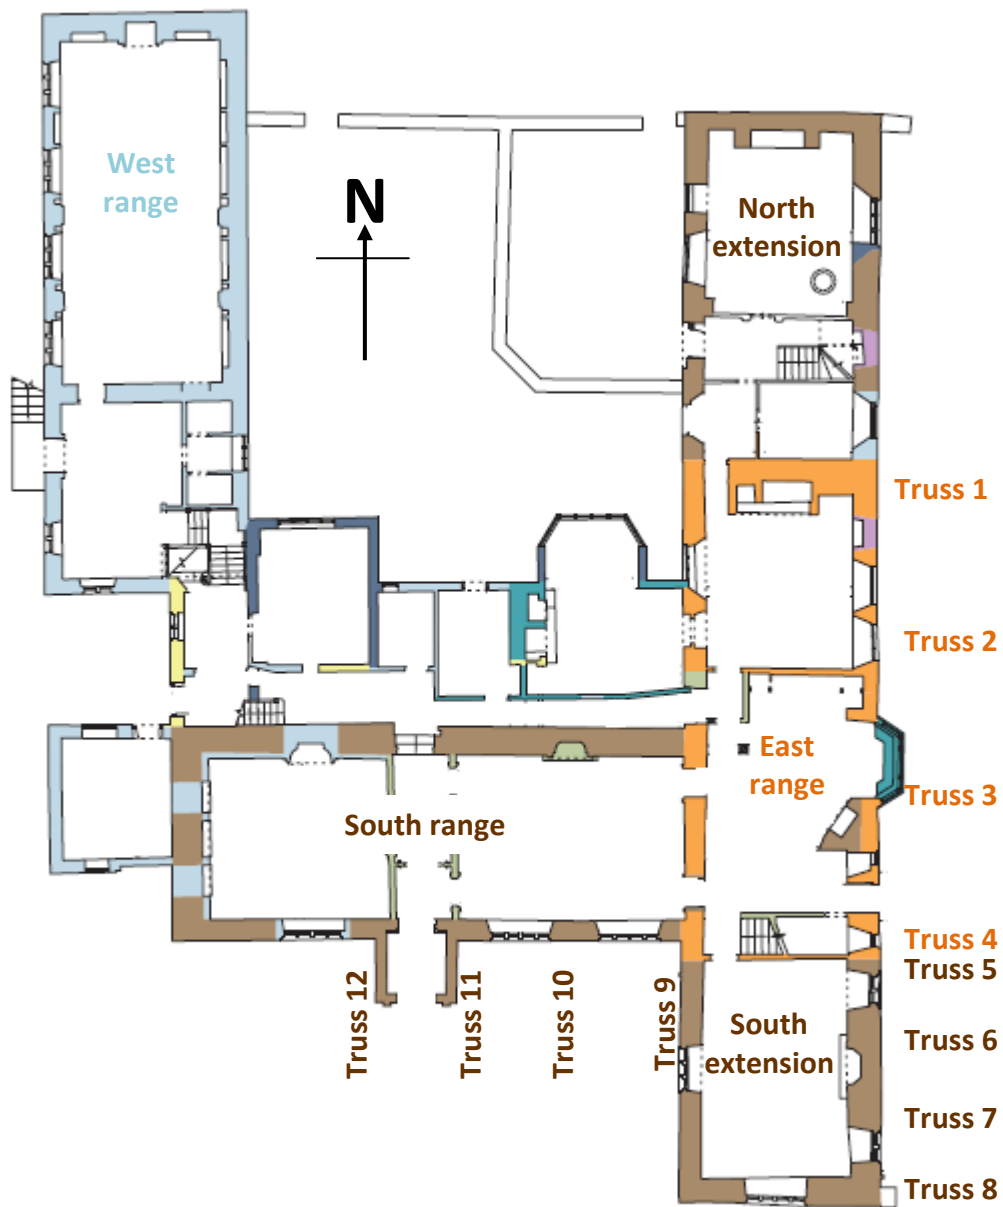 West
range
N
North
extension
Truss 1
Truss 2
East
range
Truss 3
South range
Truss 4
Truss 5
Truss 12
Truss 11
Truss 10
Truss 9
South
extension
Truss 6
Truss 7
Truss 8